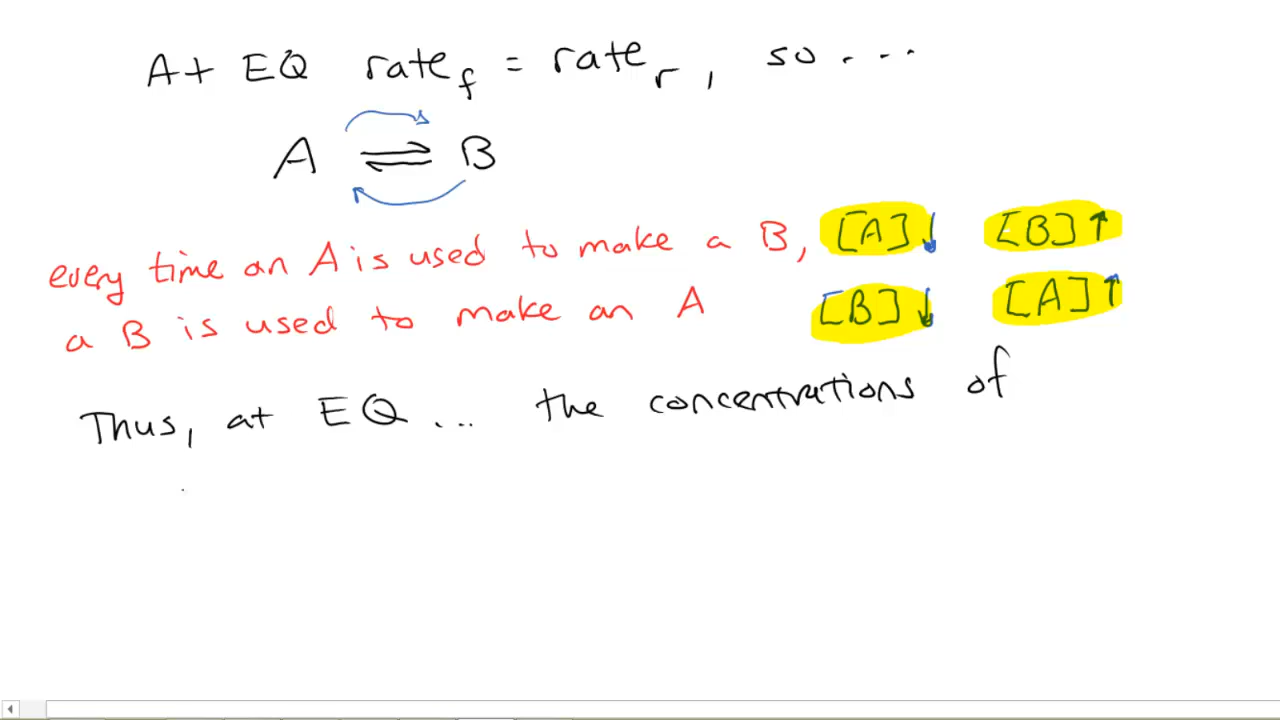 At EQ rate_f = rate_r, so....
A ⇌ B
every time an A is used to make a B, [A]↓ [B]↑
a B is used to make an A [B]↓ [A]↑
Thus, at EQ ... the concentrations of